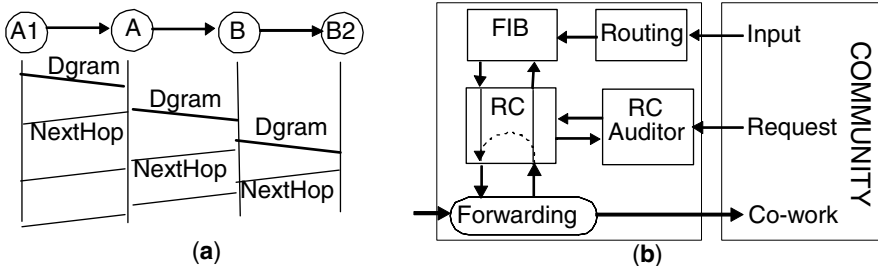 A1 A B B2
Dgram
Dgram
NextHop
Dgram
NextHop
NextHop
(a)
FIB Routing Input
RC RC Auditor Request
Forwarding Co-work
COMMUNITY
(b)